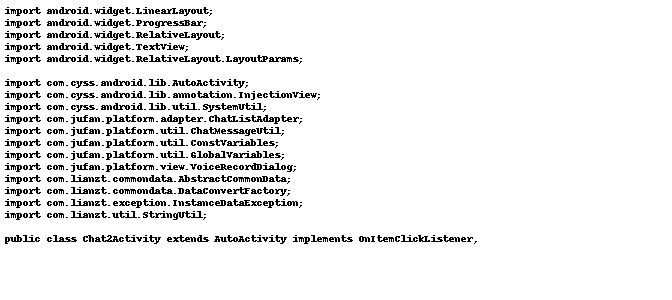 import android.widget.LinearLayout;
import android.widget.ProgressBar;
import android.widget.RelativeLayout;
import android.widget.TextView;
import android.widget.RelativeLayout.LayoutParams;

import com.cyss.android.lib.AutoActivity;
import com.cyss.android.lib.annotation.InjectionView;
import com.cyss.android.lib.util.SystemUtil;
import com.jufan.platform.adapter.ChatListAdapter;
import com.jufan.platform.util.ChatMessageUtil;
import com.jufan.platform.util.ConstVariables;
import com.jufan.platform.util.GlobalVariables;
import com.jufan.platform.view.VoiceRecordDialog;
import com.lianzt.commondata.AbstractCommonData;
import com.lianzt.commondata.DataConvertFactory;
import com.lianzt.exception.InstanceDataException;
import com.lianzt.util.StringUtil;

public class Chat2Activity extends AutoActivity implements OnItemClickListener,